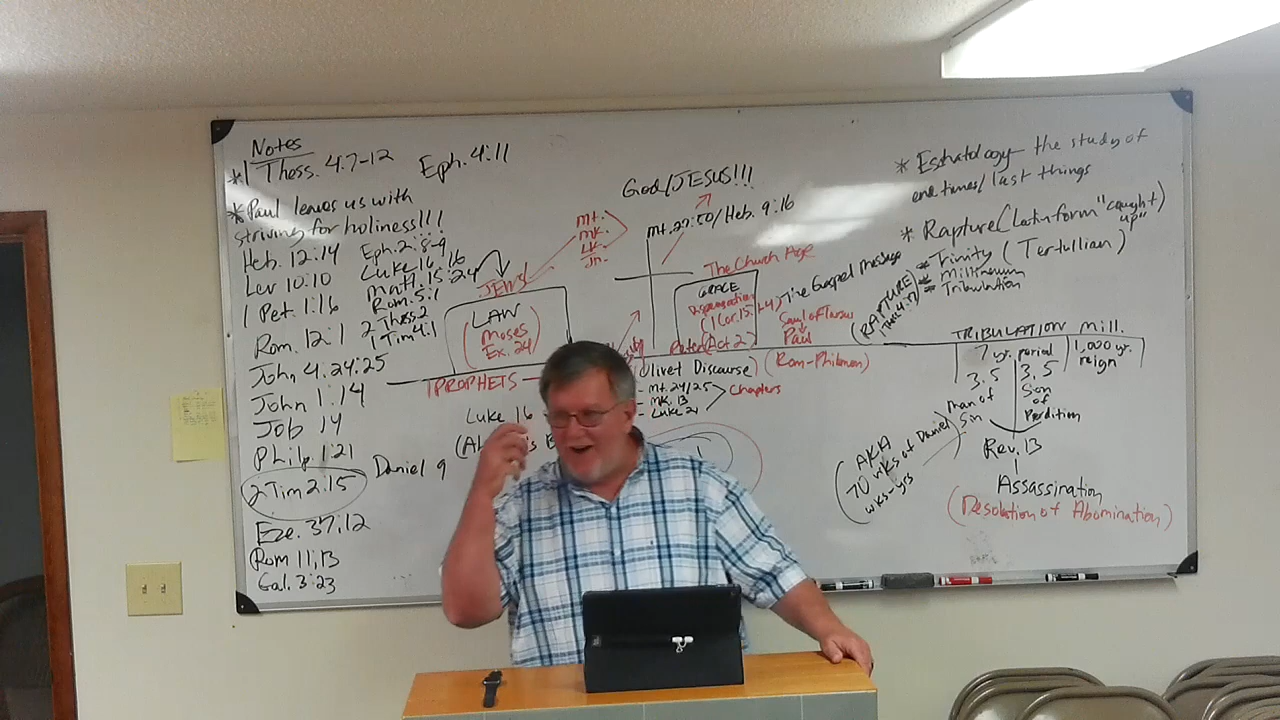 Notes
*1 Thess. 4:7-12
Eph. 4:11
*Paul leaves us with
striving for holiness!!!
Heb. 12:14
Eph. 2:8-9
Lev 10:10
Luke 16:16
1 Pet. 1:16
Matt. 15:24
Rom. 5:1
Rom. 12:1
2 Thess. 2
1 Tim. 4:1
John 4:24:25
John 1:14
Job 14
Philp. 1:21
2 Tim 2:15
Daniel 9
Eze. 37:12
Rom 11:13
Gal. 3:23
JEWS
LAW
(Moses
Ex. 24)
PROPHETS
Luke 16
God/JESUS!!!
mt.
mk.
LK.
Jn.
mt. 27:50/Heb. 9:16
The Church Age
GRACE
Dispensation
(1 Cor. 15:1-4)
Peter (Act 2)
The Gospel Message
Saul of Tarsus
Paul
(Rom-Philmon)
Olivet Discourse)
- Mt. 24/25
- MK. 13
- Luke 21
Chapters
* Eschatology - the study of
end times/last things
* Rapture (Latin form "caught
up")
* Trinity (Tertullian)
* Millinnum
* Tribulation
(RAPTURE)
1 Thes 4:17
TRIBULATION Mill.
7 yr. period
1,000 yr.
reign
3.5
3.5
man of
Sin
Son
of
Perdition
(AKA
70 wks of Daniel)
wks-yrs
Rev. 13
Assassination
(Desolation of Abomination)